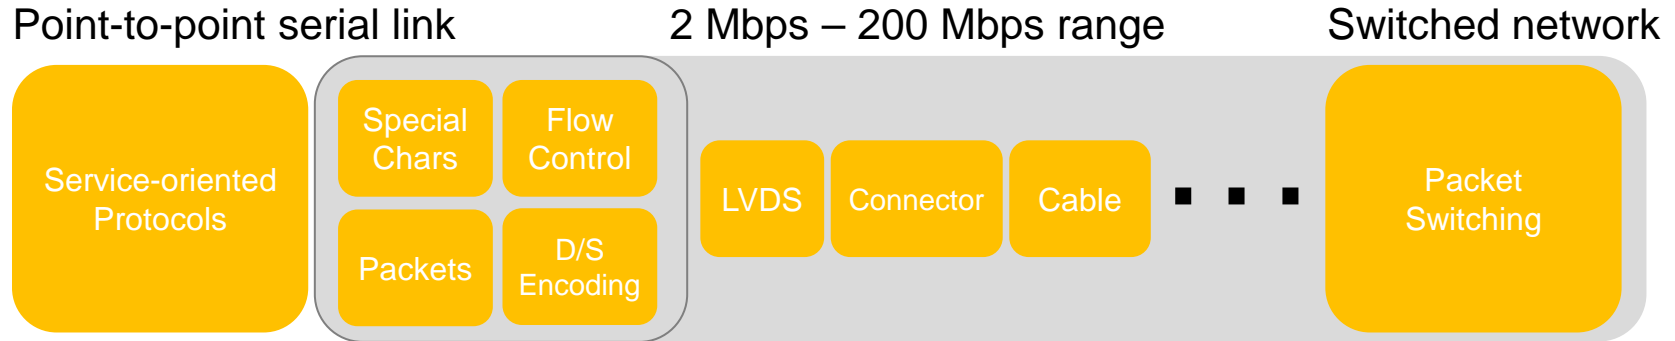 Point-to-point serial link
2 Mbps – 200 Mbps range
Switched network
Service-oriented
Protocols
Special
Chars
Flow
Control
Packets
D/S
Encoding
LVDS
Connector
Cable
Packet
Switching